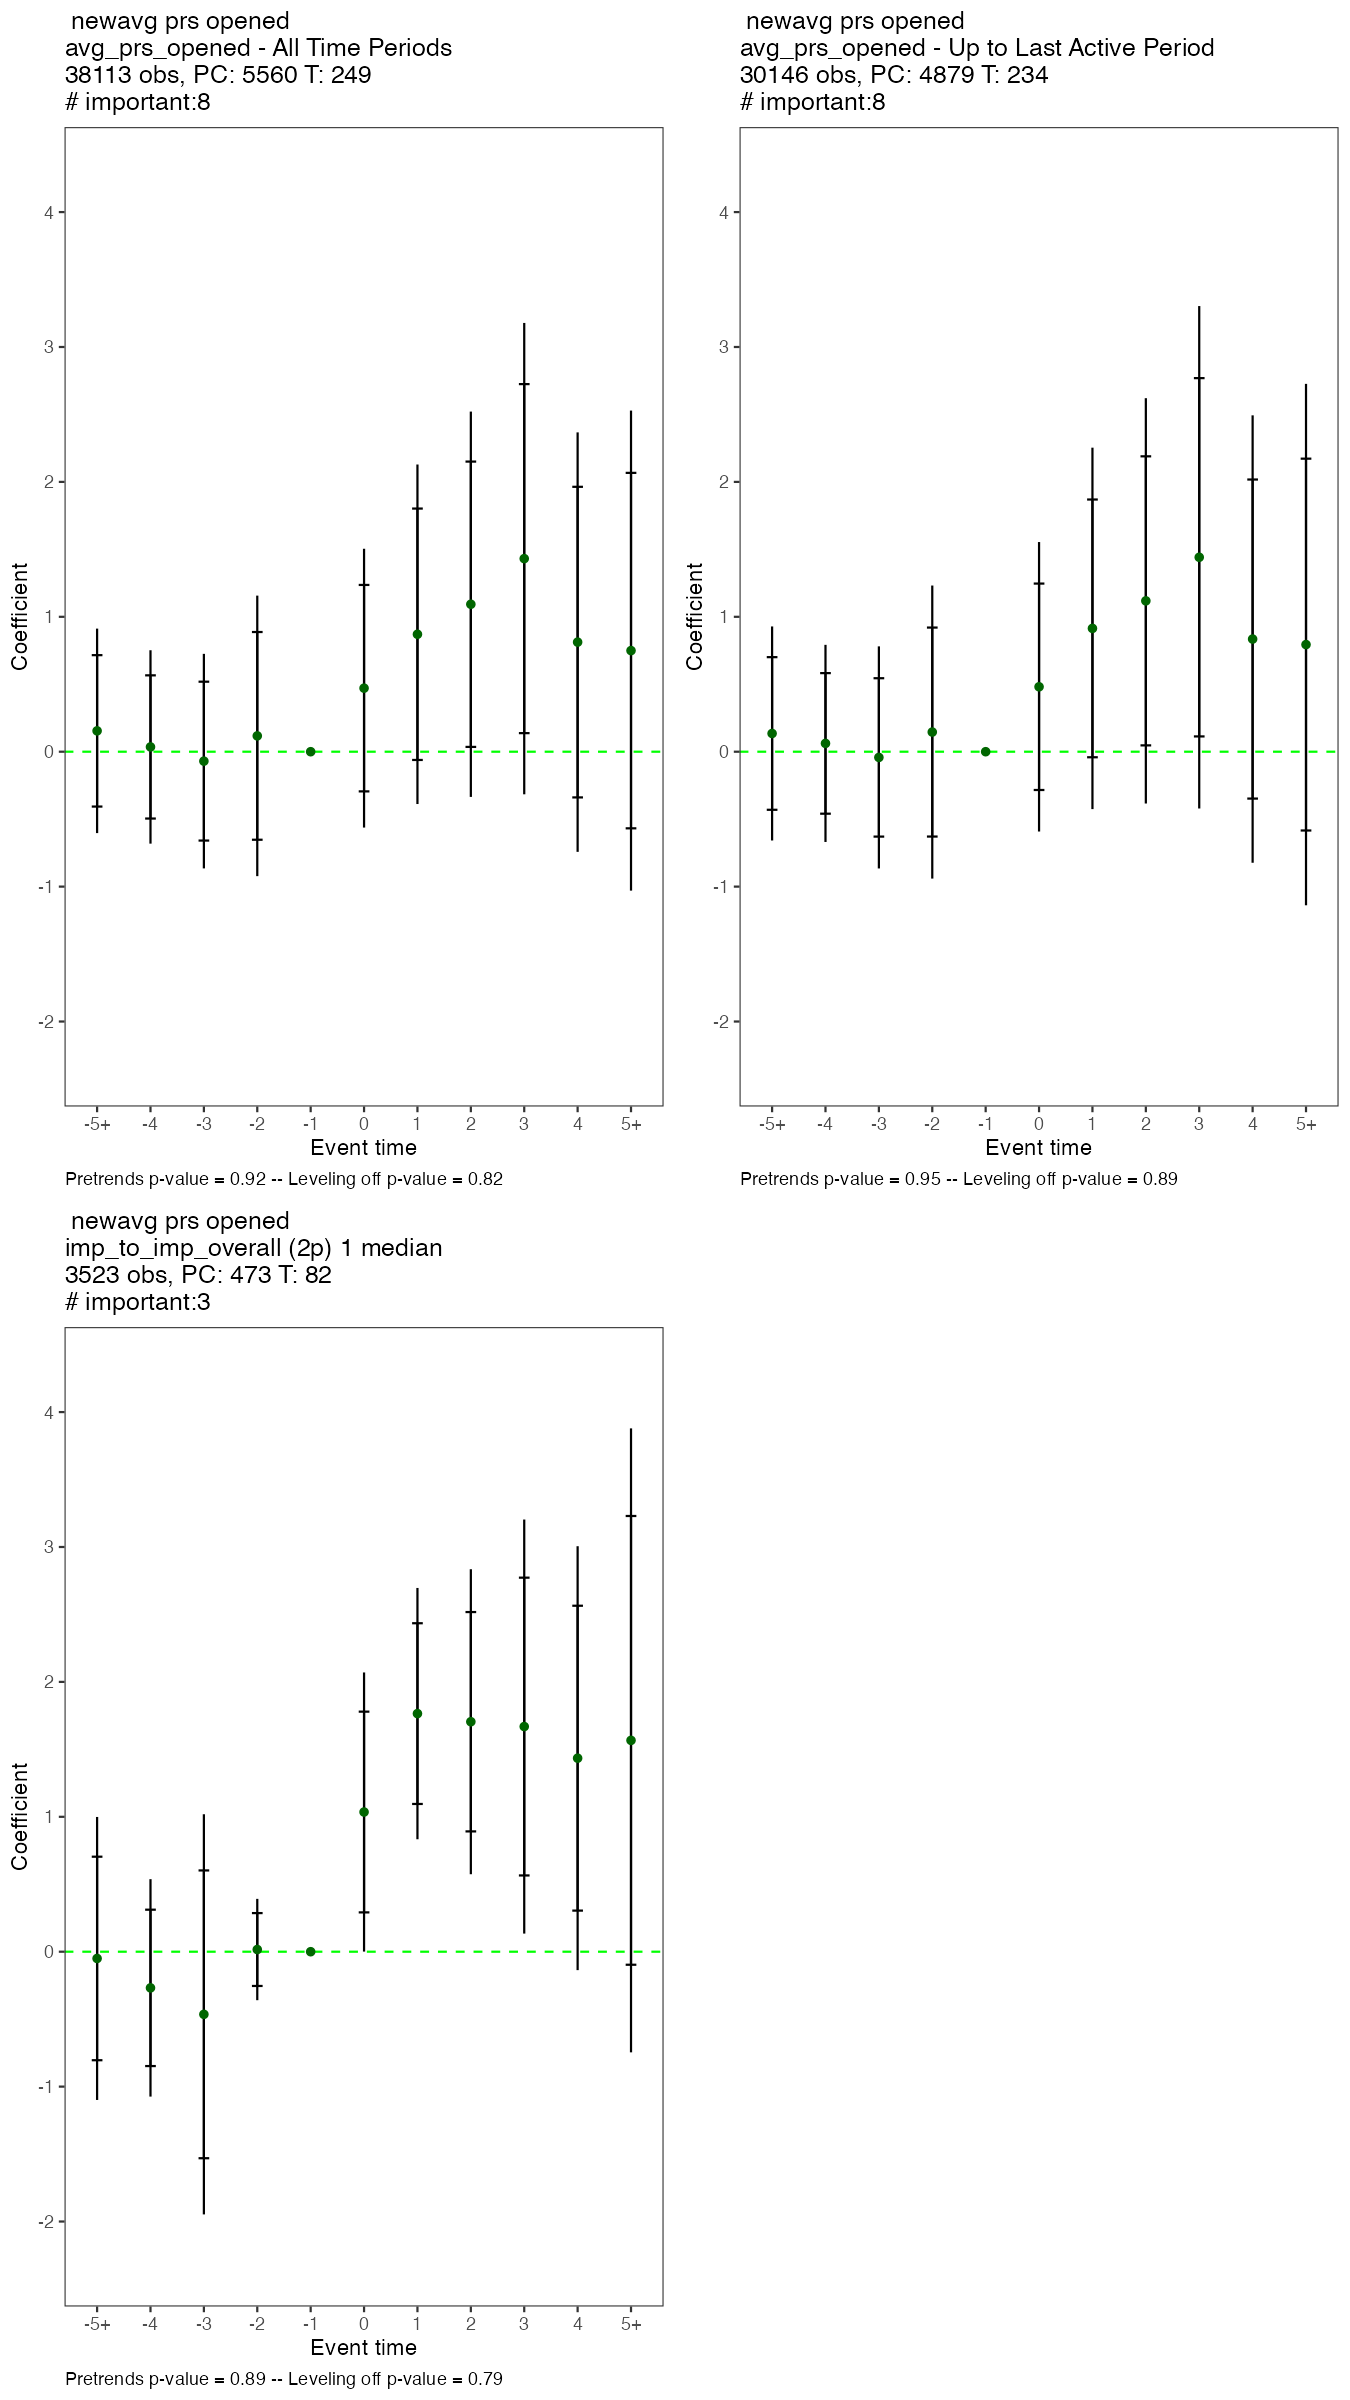 newavg prs opened
avg_prs_opened - All Time Periods
38113 obs, PC: 5560 T: 249
# important:8
4
3
2
1
0
-1
-2
Coefficient
-5+ -4 -3 -2 -1 0 1 2 3 4 5+
Event time
Pretrends p-value = 0.92 -- Leveling off p-value = 0.82
newavg prs opened
avg_prs_opened - Up to Last Active Period
30146 obs, PC: 4879 T: 234
# important:8
4
3
2
1
0
-1
-2
Coefficient
-5+ -4 -3 -2 -1 0 1 2 3 4 5+
Event time
Pretrends p-value = 0.95 -- Leveling off p-value = 0.89
newavg prs opened
imp_to_imp_overall (2p) 1 median
3523 obs, PC: 473 T: 82
# important:3
4
3
2
1
0
-1
-2
Coefficient
-5+ -4 -3 -2 -1 0 1 2 3 4 5+
Event time
Pretrends p-value = 0.89 -- Leveling off p-value = 0.79